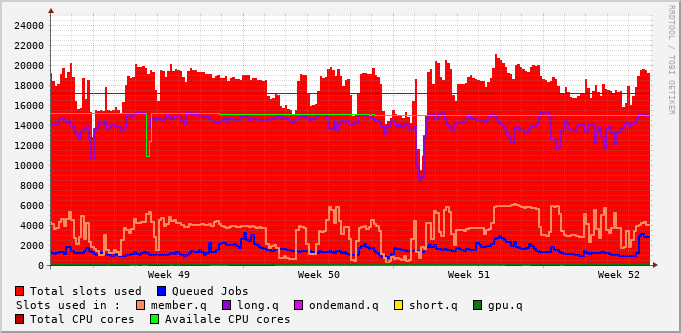 24000
22000
20000
18000
16000
14000
12000
10000
8000
6000
4000
2000
0
Week 49 Week 50 Week 51 Week 52
RRDTOOL / TOBI OETIKER
Total slots used Queued Jobs
Slots used in : member.q long.q ondemand.q short.q gpu.q
Total CPU cores Availale CPU cores